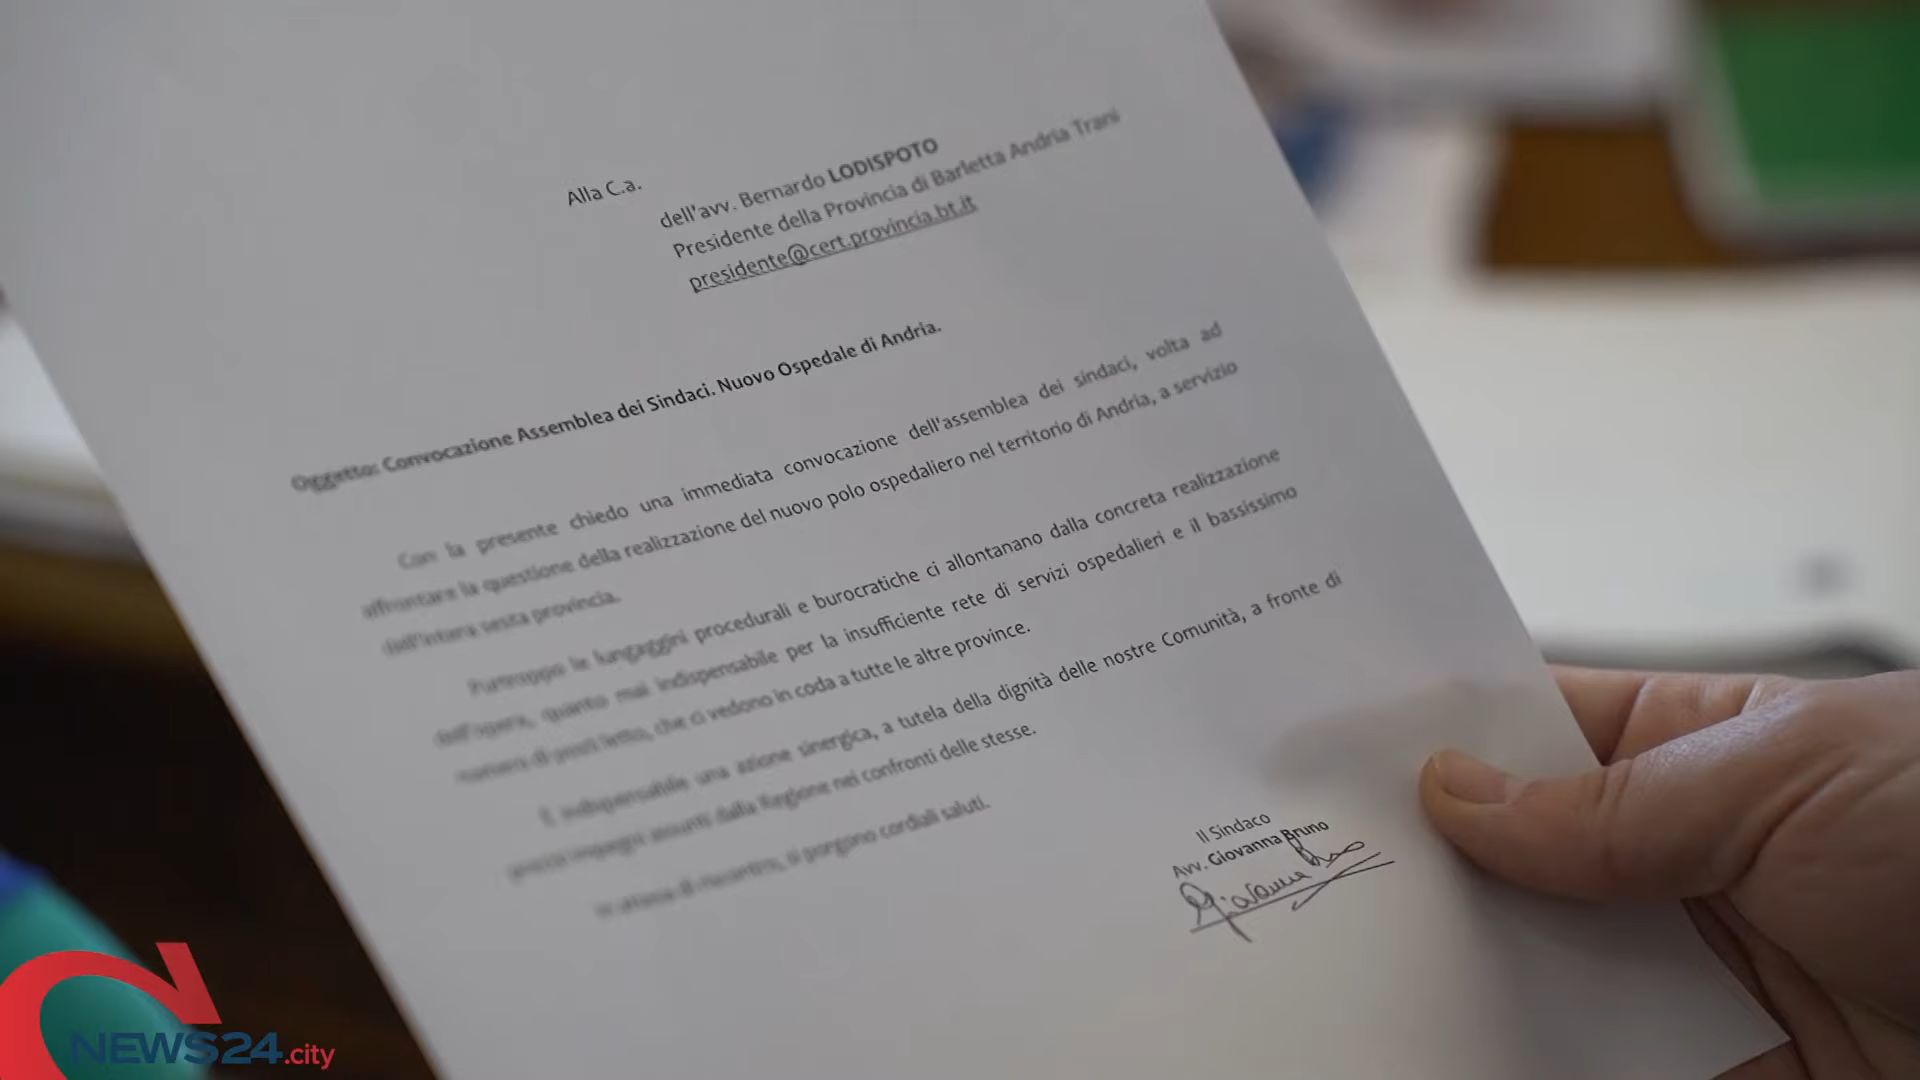 Alla C.a.
dell'avv. Bernardo LODISPOTO
Presidente della Provincia di Barletta Andria Trani
presidente@cert.provincia.bt.it
Oggetto: Convocazione Assemblea dei Sindaci. Nuovo Ospedale di Andria.
Con la presente chiedo una immediata convocazione dell'assemblea dei sindaci, volta ad
affrontare la questione della realizzazione del nuovo polo ospedaliero nel territorio di Andria, a servizio
dell'intera sesta provincia.
Purtroppo le lungaggini procedurali e burocratiche ci allontanano dalla concreta realizzazione
dell'opera, quanto mai indispensabile per la insufficiente rete di servizi ospedalieri e il bassissimo
numero di posti letto, che ci vedono in coda a tutte le altre province.
E indispensabile una azione sinergica, a tutela della dignità delle nostre Comunità, a fronte di
precisi impegni assunti dalla Regione nei confronti delle stesse.
In attesa di riscontro, si porgono cordiali saluti.
Il Sindaco
Avv. Giovanna Bruno
Giovanna Bruno
NEWS24.city